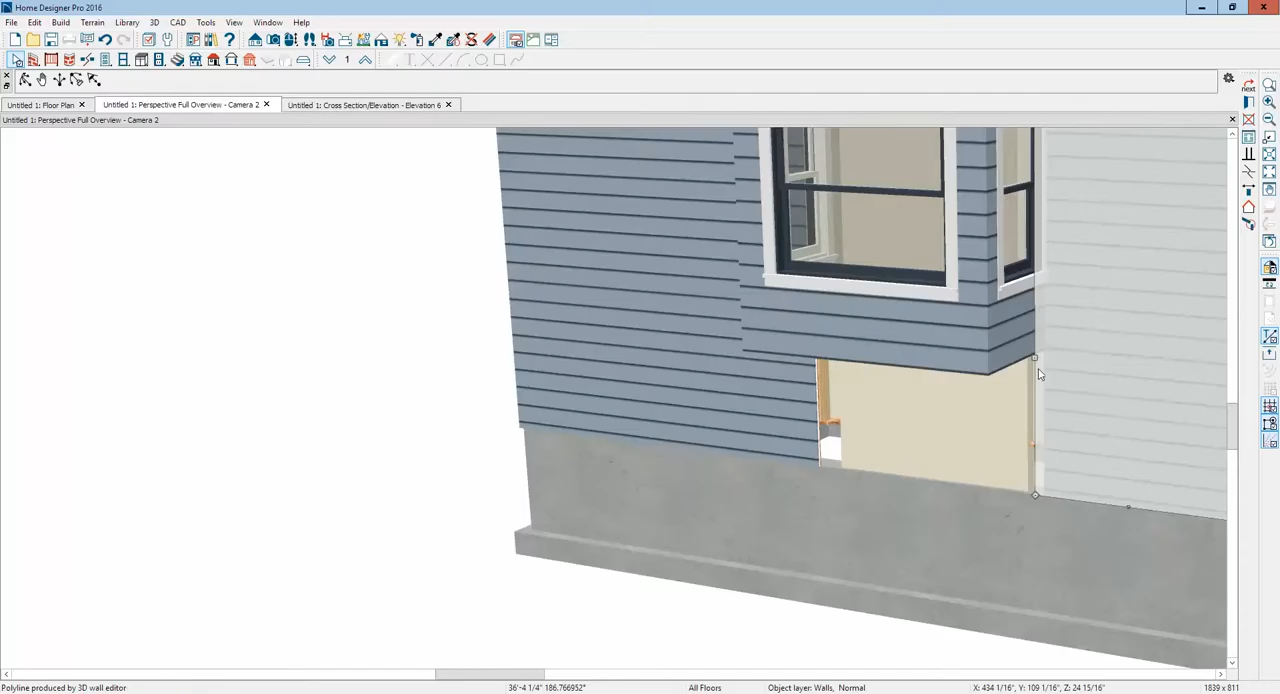 Home Designer Pro 2016
File Edit Build Terrain Library 3D CAD Tools View Window Help
1
Untitled 1: Floor Plan Untitled 1: Perspective Full Overview - Camera 2 Untitled 1: Cross Section/Elevation - Elevation 6
Untitled 1: Perspective Full Overview - Camera 2
next
Polyline produced by 3D wall editor 36'-4 1/4" 186.766952° All Floors Object layer: Walls, Normal X: 434 1/16", Y: 109 1/16", Z: 24 15/16" 1839 x 811